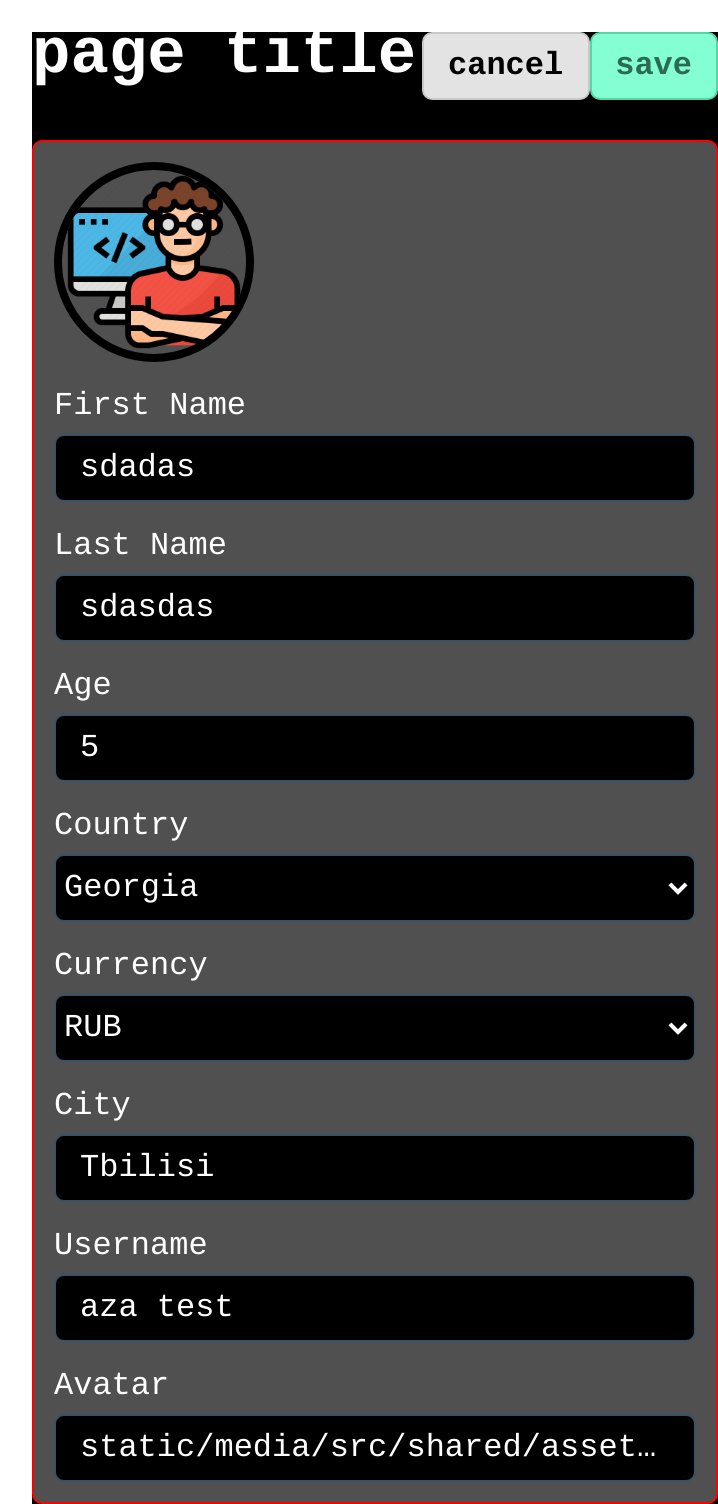 page title cancel save
</>
First Name
sdadas
Last Name
sdasdas
Age
5
Country
Georgia
Currency
RUB
City
Tbilisi
Username
aza test
Avatar
static/media/src/shared/asset…